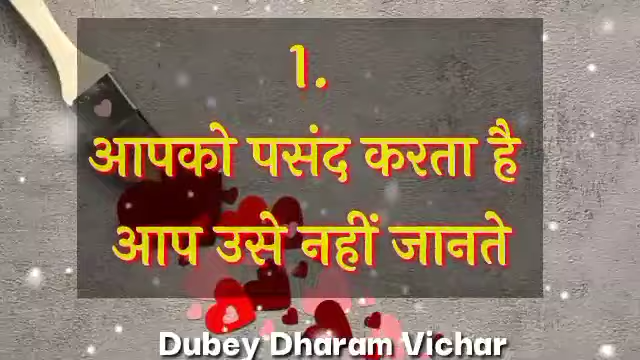 1.
आपको पसंद करता है
आप उसे नहीं जानते
Dubey Dharam Vichar